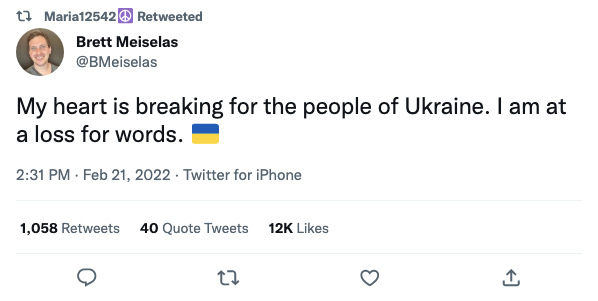 Maria12542☮ Retweeted
Brett Meiselas
@BMeiselas
My heart is breaking for the people of Ukraine. I am at
a loss for words. 🇺🇦
2:31 PM · Feb 21, 2022 · Twitter for iPhone
1,058 Retweets 40 Quote Tweets 12K Likes